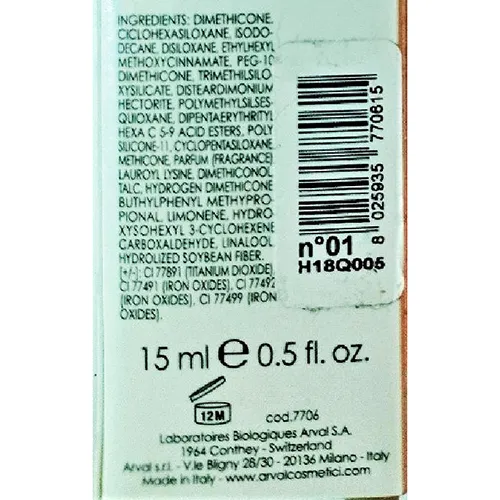 INGREDIENTS: DIMETHICONE,
CICLOHEXASILOXANE, ISODO-
DECANE, DISILOXANE, ETHYLHEXYL
METHOXYCINNAMATE, PEG-10
DIMETHICONE, TRIMETHILSILO-
XYSILICATE, DISTEARDIMONIUM
HECTORITE, POLYMETHYLSILSES-
QUIOXANE, DIPENTAERYTHRITYL
HEXA C 5-9 ACID ESTERS, POLY
SILICONE-11, CYCLOPENTASILOXANE,
METHICONE, PARFUM (FRAGRANCE)
LAUROYL LYSINE, DIMETHICONOL
TALC, HYDROGEN DIMETHICONE
BUTHYLPHENYL METHYPRO-
PIONAL, LIMONENE, HYDRO-
XYSOHEXYL 3-CYCLOHEXENE
CARBOXALDEHYDE, LINALOOL
HYDROLIZED SOYBEAN FIBER.
(+/-): CI 77891 (TITANIUM DIOXIDE),
CI 77491 (IRON OXIDES), CI 77492
(IRON OXIDES), CI 77499 (IRON
OXIDES).
8 025935 770615
n°01
H18Q005
15 ml e 0.5 fl. oz.
12M
cod.7706
Laboratoires Biologiques Arval S.A.
1964 Conthey - Switzerland
Arval s.r.l. - V.le Bligny 28/30 - 20136 Milano - Italy
Made in Italy - www.arvalcosmetici.com